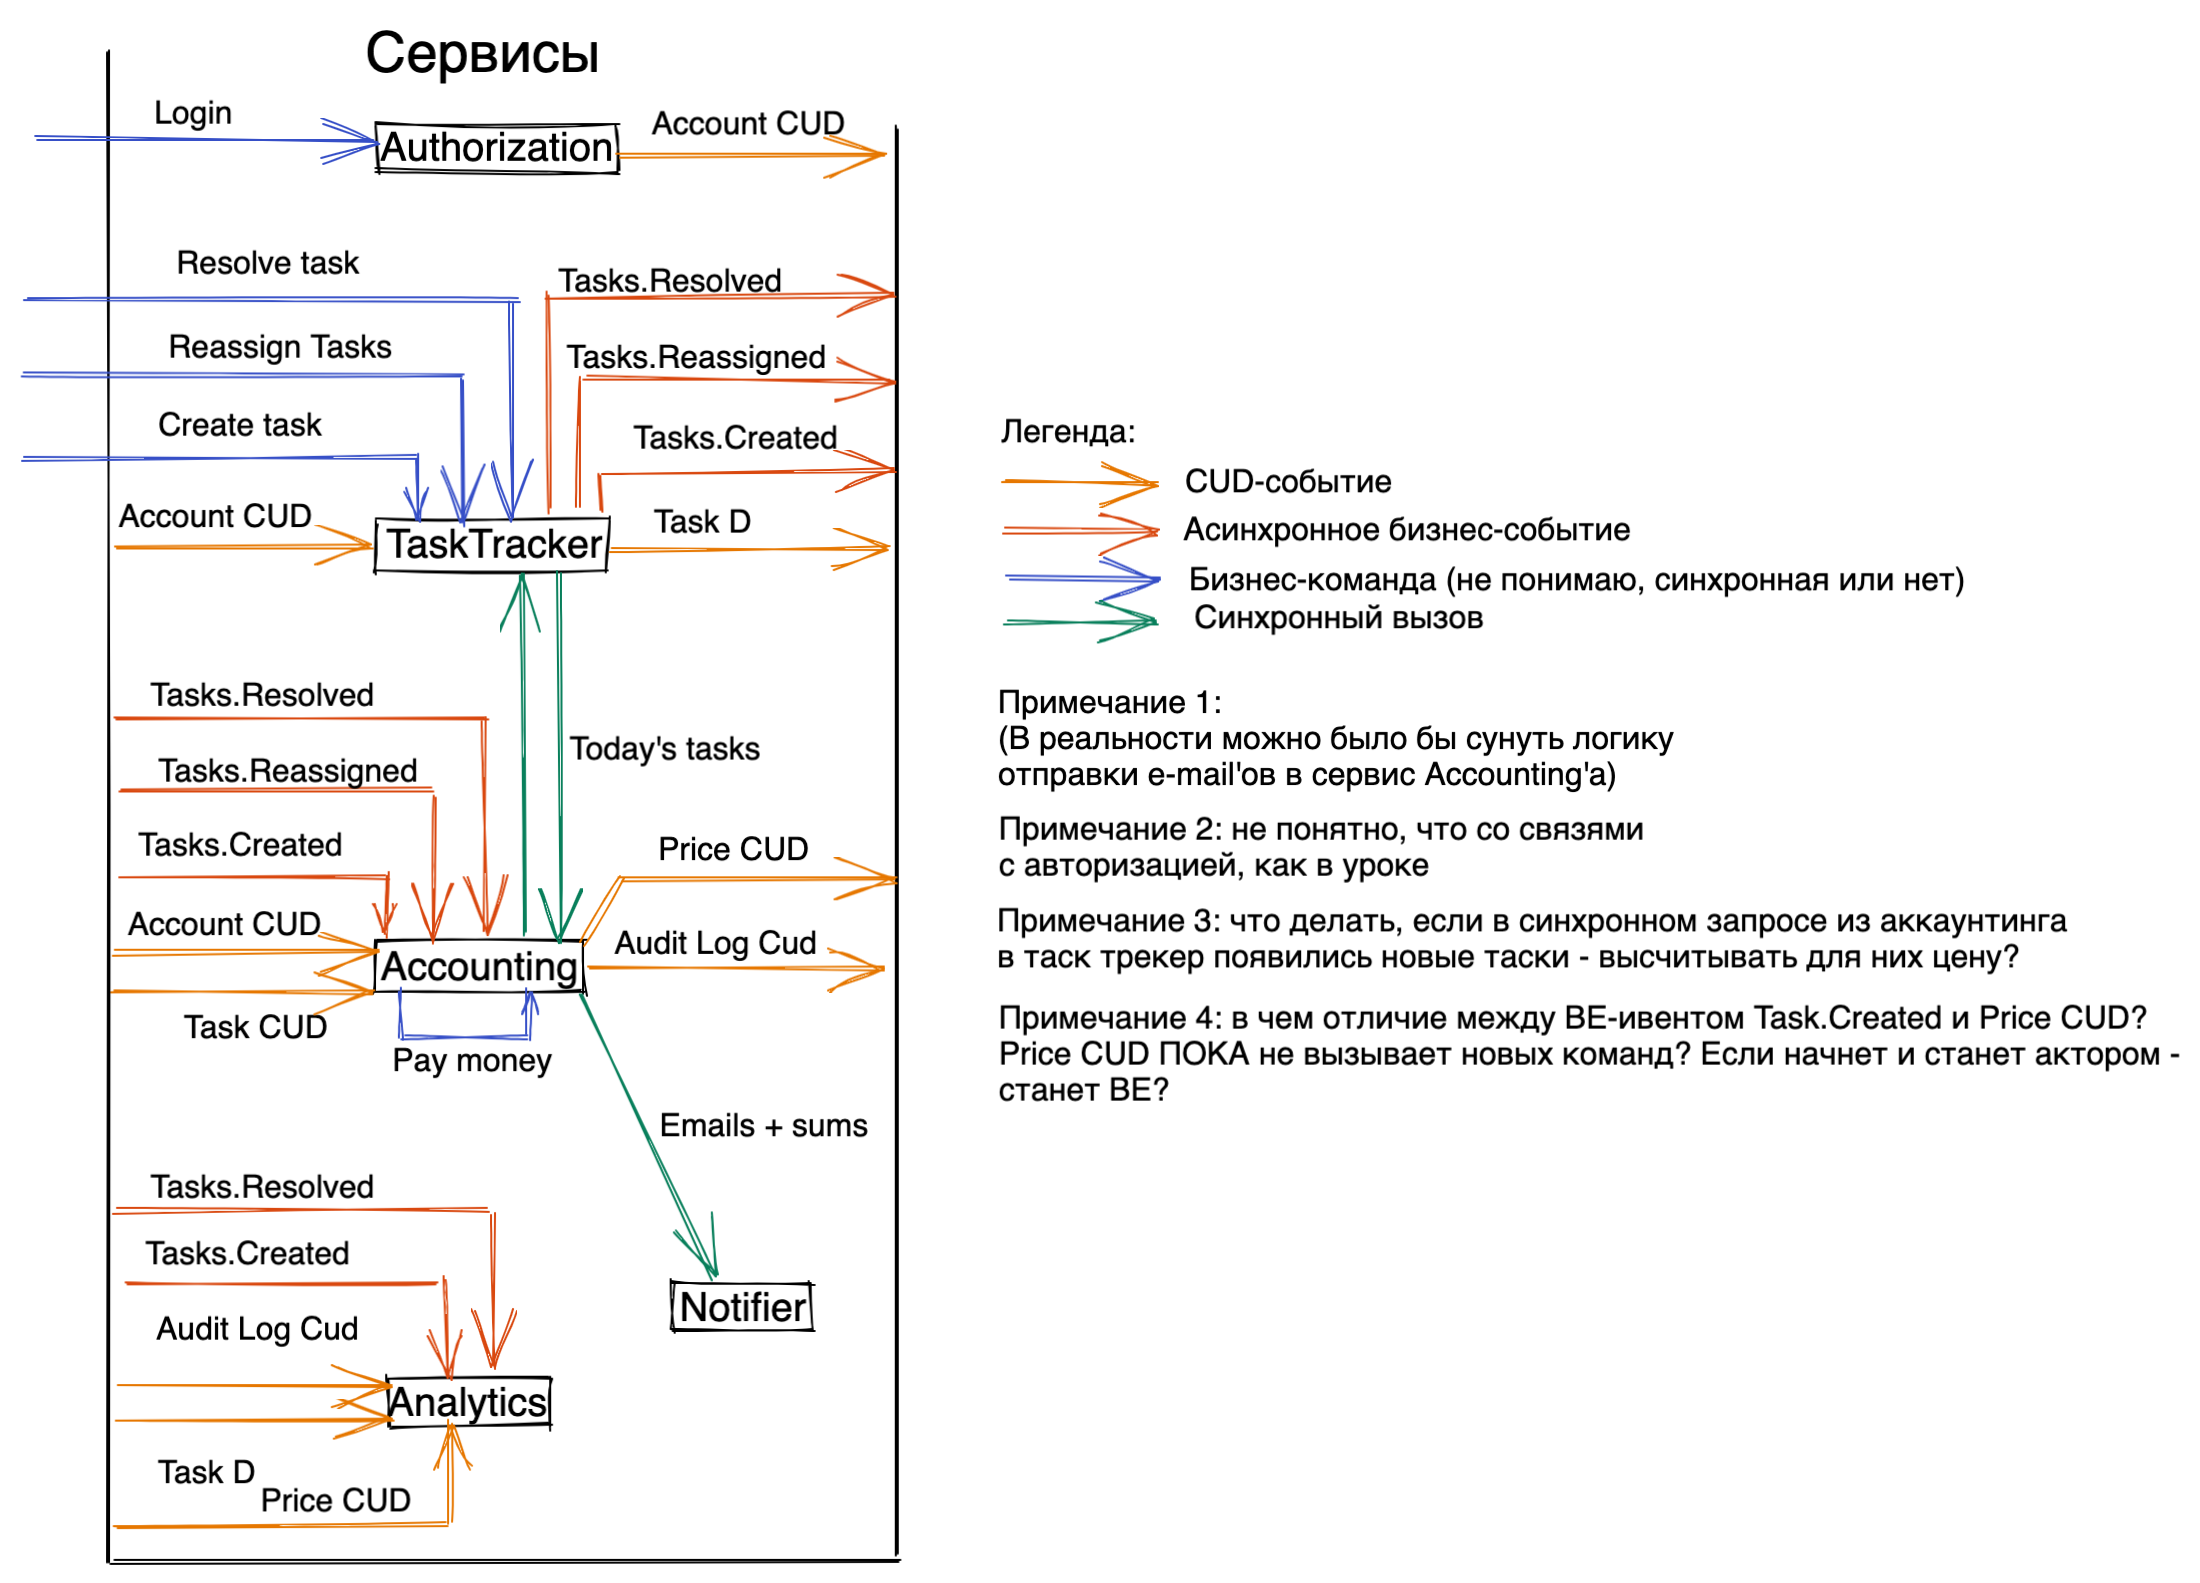 Сервисы
Login
Authorization
Account CUD
Resolve task
Tasks.Resolved
Reassign Tasks
Tasks.Reassigned
Create task
Tasks.Created
Account CUD
TaskTracker
Task D
Tasks.Resolved
Today's tasks
Tasks.Reassigned
Tasks.Created
Price CUD
Account CUD
Audit Log Cud
Accounting
Task CUD
Pay money
Emails + sums
Tasks.Resolved
Tasks.Created
Notifier
Audit Log Cud
Analytics
Task D
Price CUD
Легенда:
CUD-событие
Асинхронное бизнес-событие
Бизнес-команда (не понимаю, синхронная или нет)
Синхронный вызов
Примечание 1:
(В реальности можно было бы сунуть логику
отправки e-mail'ов в сервис Accounting'а)
Примечание 2: не понятно, что со связями
с авторизацией, как в уроке
Примечание 3: что делать, если в синхронном запросе из аккаунтинга
в таск трекер появились новые таски - высчитывать для них цену?
Примечание 4: в чем отличие между BE-ивентом Task.Created и Price CUD?
Price CUD ПОКА не вызывает новых команд? Если начнет и станет актором -
станет BE?